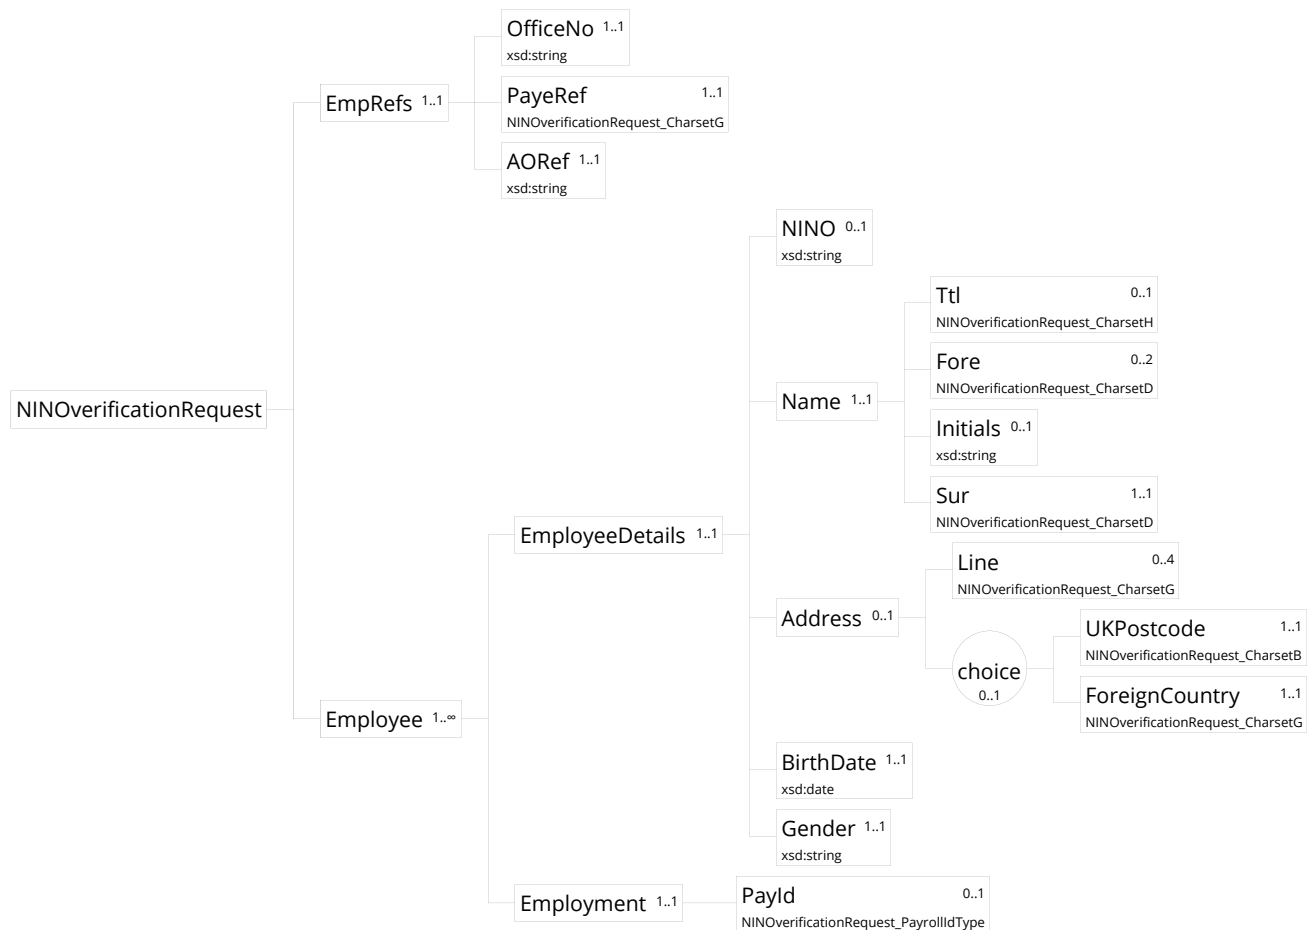 OfficeNo 1..1
xsd:string
EmpRefs 1..1
PayeRef 1..1
NINOverificationRequest_CharsetG
AORef 1..1
xsd:string
NINO 0..1
xsd:string
Ttl 0..1
NINOverificationRequest_CharsetH
Fore 0..2
NINOverificationRequest_CharsetD
Name 1..1
NINOverificationRequest
Initials 0..1
xsd:string
Sur 1..1
NINOverificationRequest_CharsetD
EmployeeDetails 1..1
Line 0..4
NINOverificationRequest_CharsetG
Address 0..1
UKPostcode 1..1
NINOverificationRequest_CharsetB
choice
0..1
ForeignCountry 1..1
NINOverificationRequest_CharsetG
Employee 1..∞
BirthDate 1..1
xsd:date
Gender 1..1
xsd:string
Employment 1..1
PayId 0..1
NINOverificationRequest_PayrollIdType